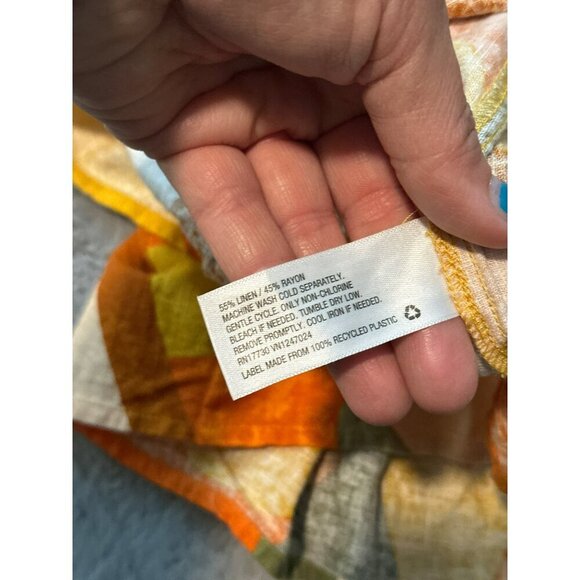 55% LINEN / 45% RAYON
MACHINE WASH COLD SEPARATELY.
GENTLE CYCLE. ONLY NON-CHLORINE
BLEACH IF NEEDED. TUMBLE DRY LOW.
REMOVE PROMPTLY. COOL IRON IF NEEDED.
RN17730 VN1247024
LABEL MADE FROM 100% RECYCLED PLASTIC